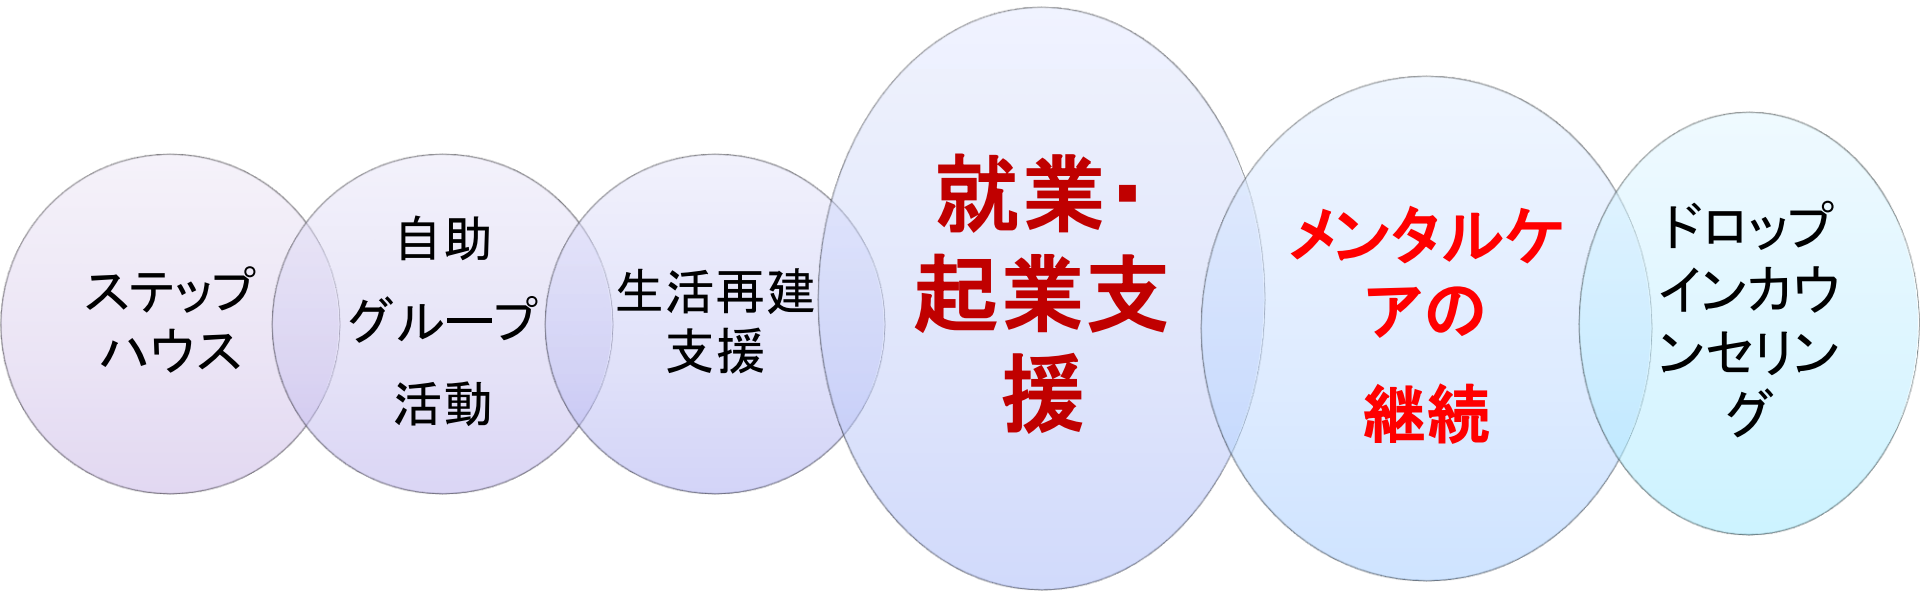 ステップ
ハウス
自助
グループ
活動
生活再建
支援
就業・
起業支
援
メンタルケ
アの
継続
ドロップ
インカウ
ンセリン
グ